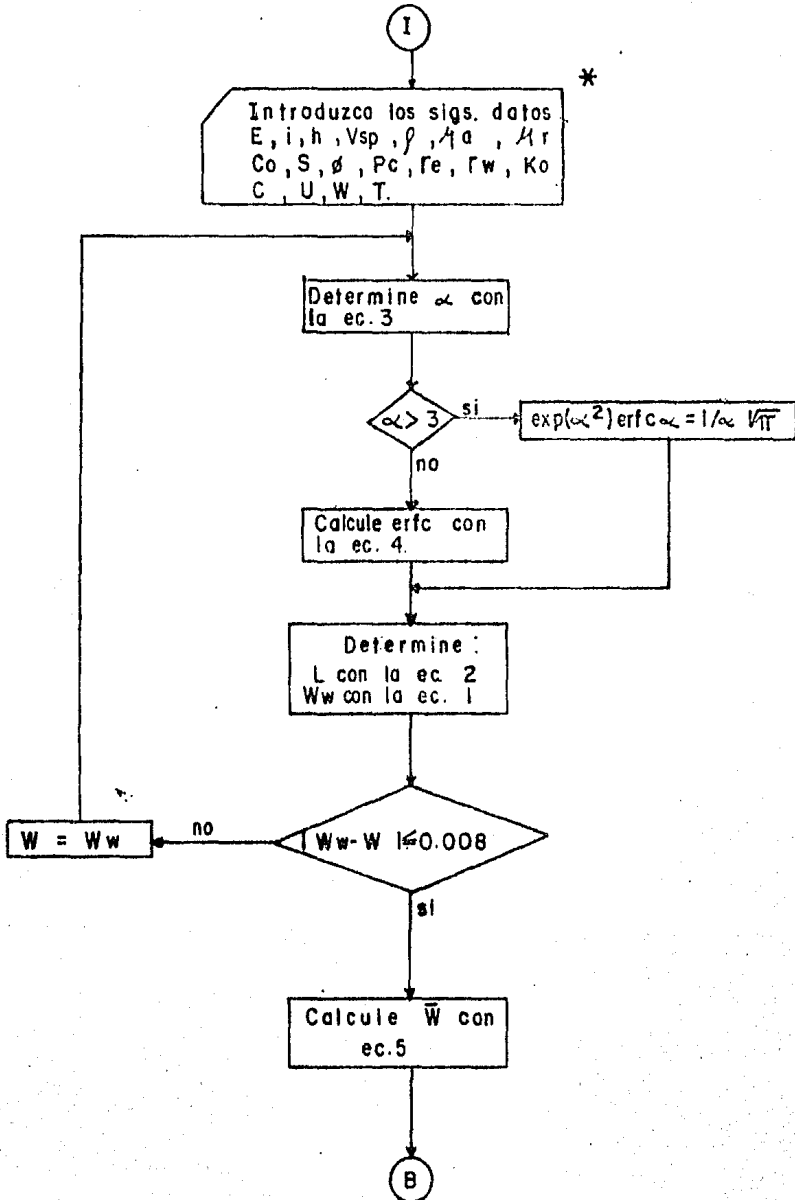 I
*
Introduzca los sigs. datos
E, i, h, Vsp, ρ, μa, μr
Co, S, ø, Pc, re, rw, Ko
C, U, W, T.
Determine α con
la ec. 3
α > 3
si
exp(α²) erfc α = 1/α √π
no
Calcule erfc con
la ec. 4.
Determine:
L con la ec. 2
Ww con la ec. 1
W = Ww
no
| Ww - W | ≤ 0.008
si
Calcule W̄ con
ec. 5
B